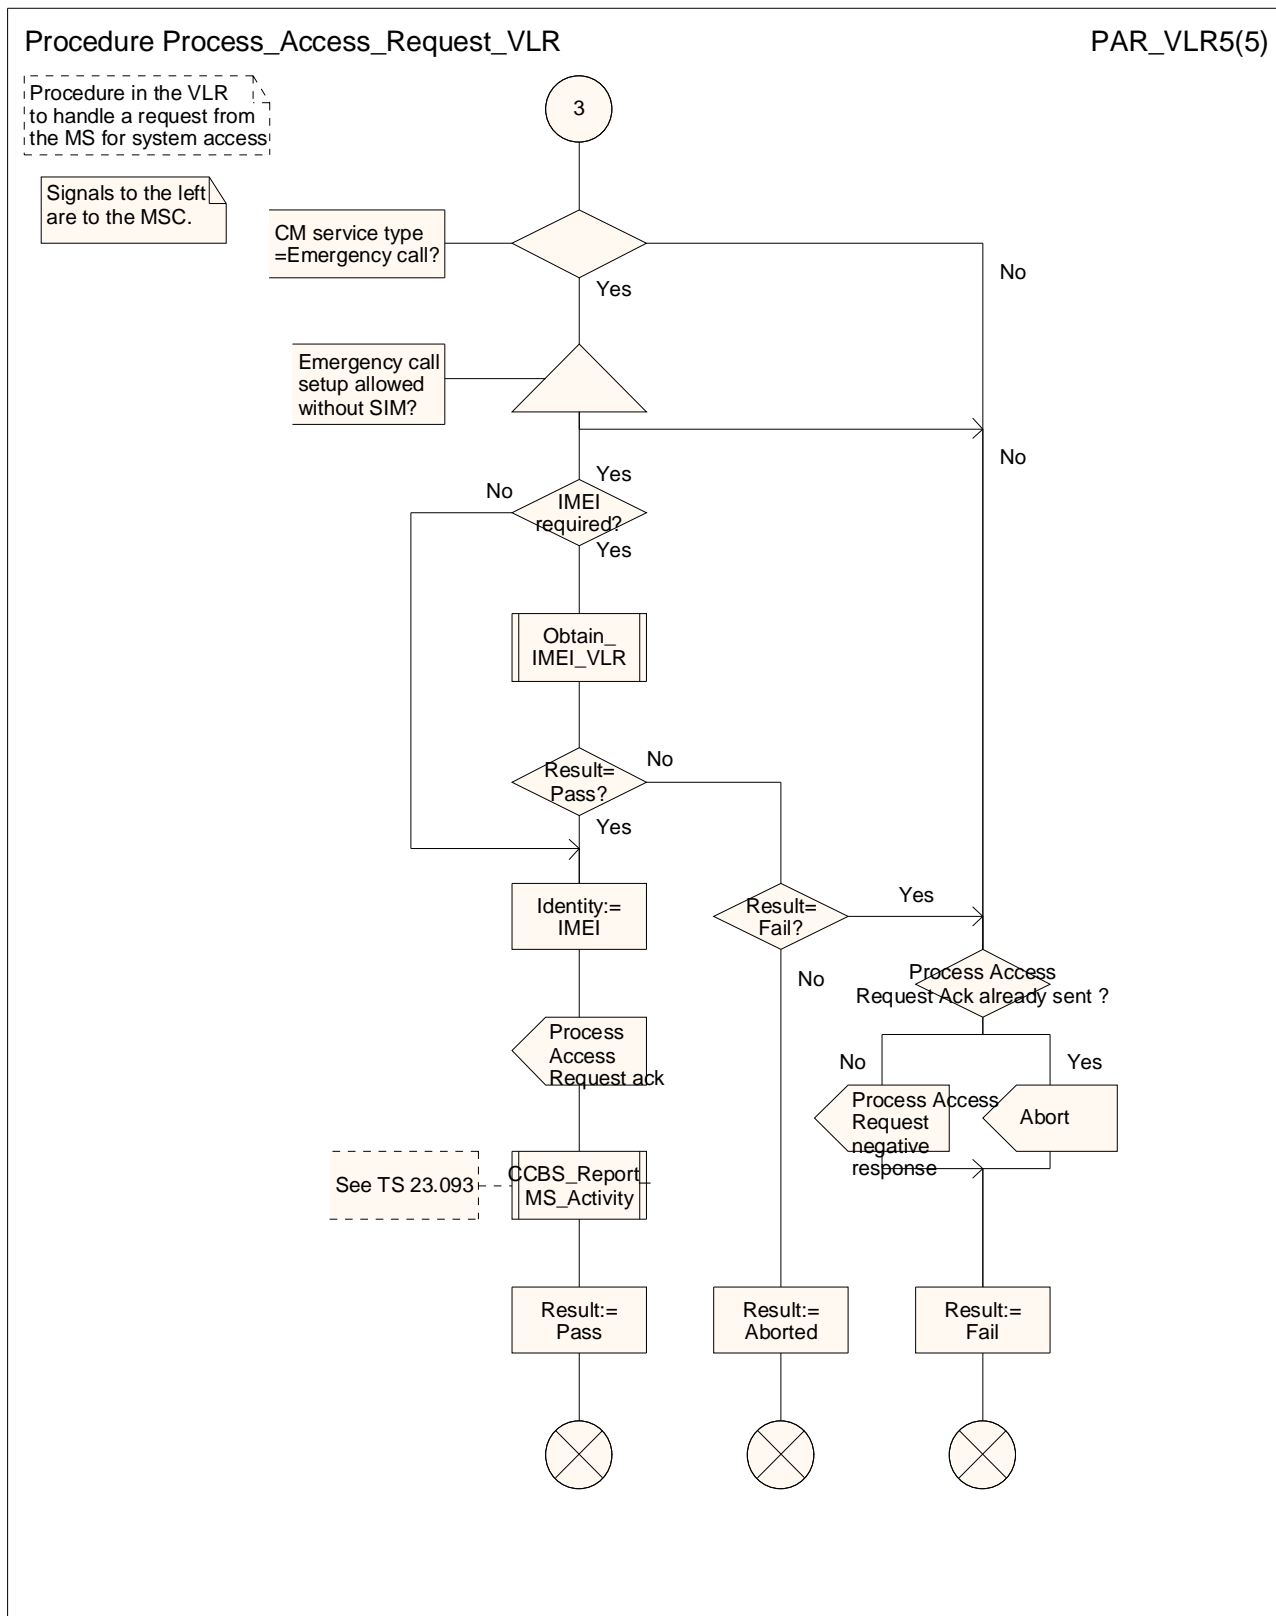 Procedure Process_Access_Request_VLR
PAR_VLR5(5)
Procedure in the VLR
to handle a request from
the MS for system access
3
Signals to the left
are to the MSC.
CM service type
=Emergency call?
No
Yes
Emergency call
setup allowed
without SIM?
No
Yes
No
IMEI
required?
Yes
Obtain_
IMEI_VLR
No
Result=
Pass?
Yes
Identity:=
IMEI
Result=
Fail?
Yes
No
Process Access
Request Ack already sent ?
Process
Access
Request ack
No
Yes
Process Access
Request
negative
response
Abort
See TS 23.093
CCBS_Report_
MS_Activity
Result:=
Pass
Result:=
Aborted
Result:=
Fail